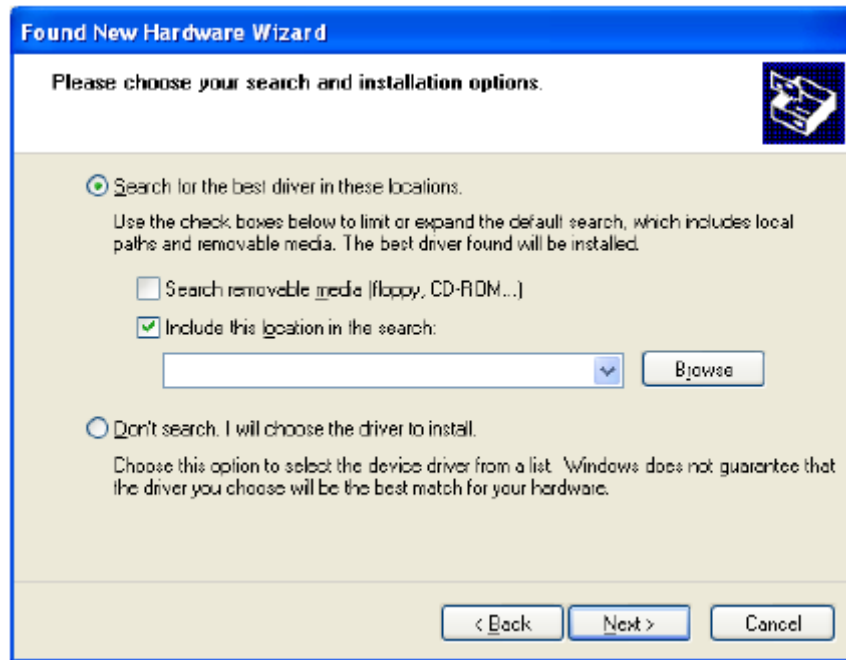 Found New Hardware Wizard
Please choose your search and installation options.
Search for the best driver in these locations.
Use the check boxes below to limit or expand the default search, which includes local
paths and removable media. The best driver found will be installed.
Search removable media (floppy, CD-ROM...)
Include this location in the search:
Browse
Don't search. I will choose the driver to install.
Choose this option to select the device driver from a list. Windows does not guarantee that
the driver you choose will be the best match for your hardware.
< Back Next > Cancel